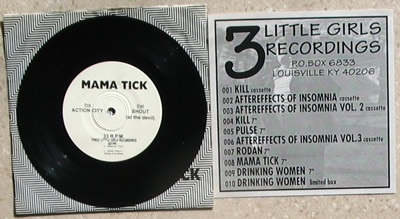 MAMA TICK
ACTION CITY
SHOUT
(at the devil)
33 R.P.M.
THREE LITTLE GIRLS RECORDINGS
3 LITTLE GIRLS
RECORDINGS
P.O.BOX 6833
LOUISVILLE KY 40206
001 KILL cassette
002 AFTEREFFECTS OF INSOMNIA cassette
003 AFTEREFFECTS OF INSOMNIA VOL. 2 cassette
004 KILL 7"
005 PULSE 7"
006 AFTEREFFECTS OF INSOMNIA VOL.3 cassette
007 RODAN 7"
008 MAMA TICK 7"
009 DRINKING WOMEN 7"
010 DRINKING WOMEN limited box